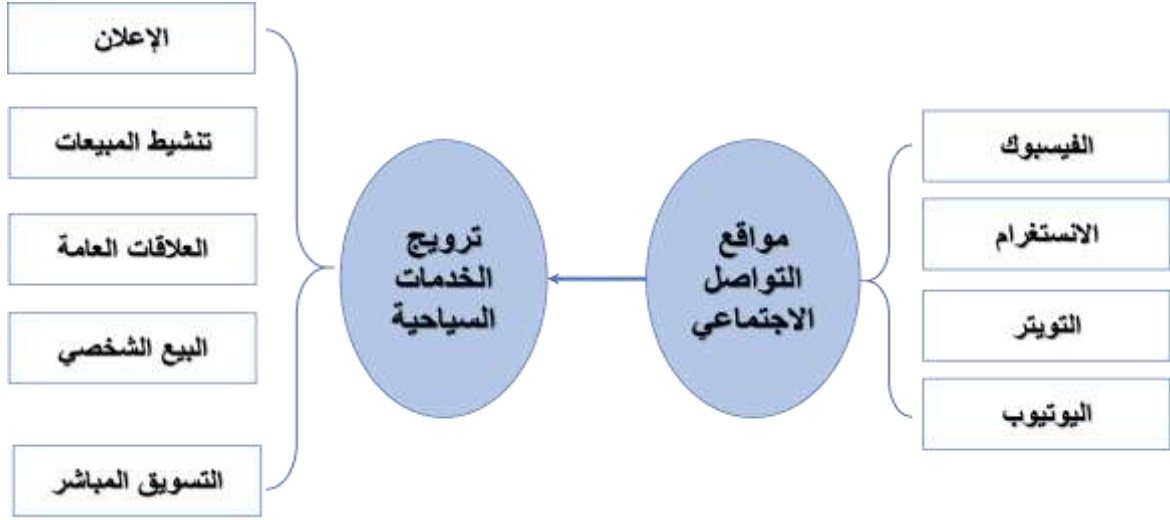 الفيسبوك
الانستغرام
التويتر
اليوتيوب
مواقع
التواصل
الاجتماعي
ترويج
الخدمات
السياحية
الإعلان
تنشيط المبيعات
العلاقات العامة
البيع الشخصي
التسويق المباشر